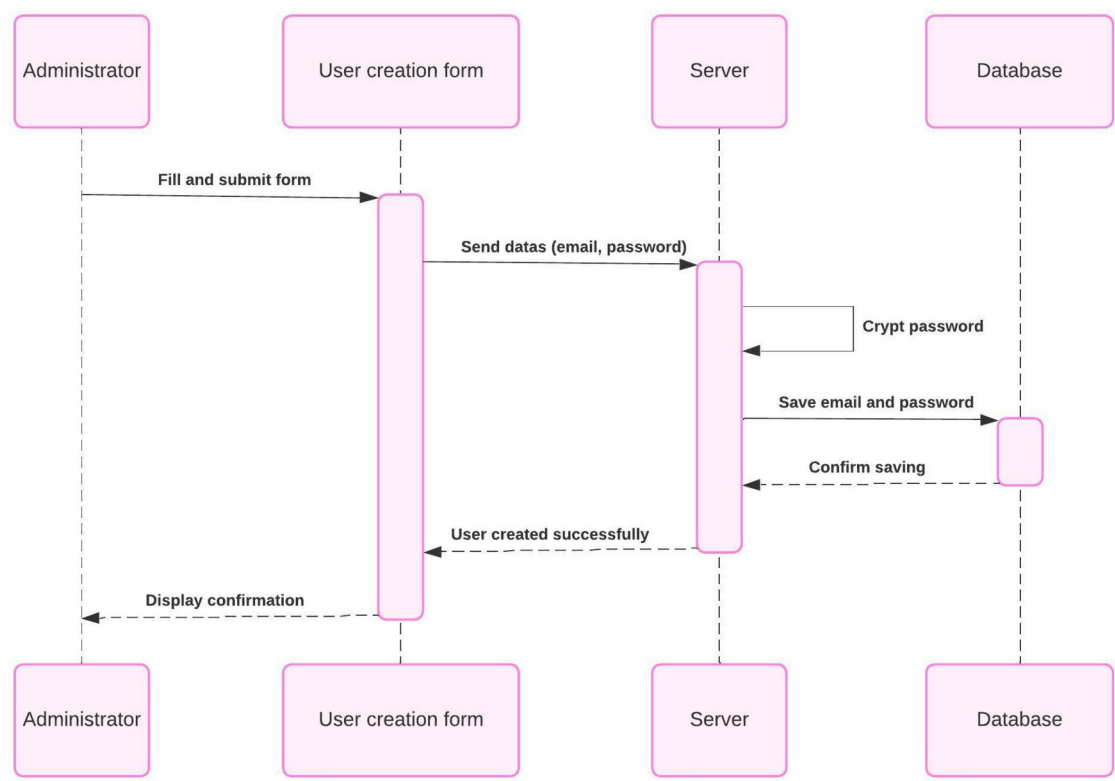 Administrator
User creation form
Server
Database
Fill and submit form
Send datas (email, password)
Crypt password
Save email and password
Confirm saving
User created successfully
Display confirmation
Administrator
User creation form
Server
Database